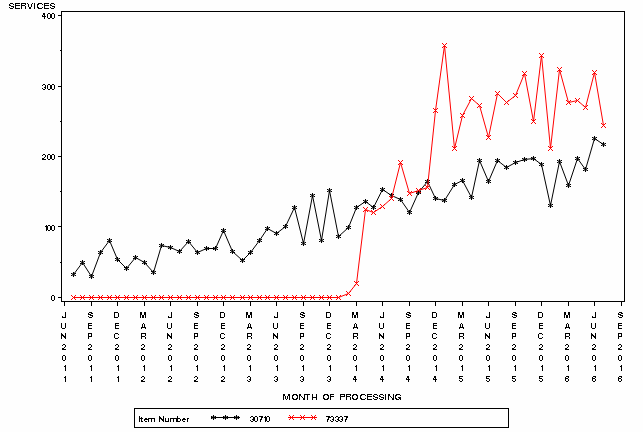 SERVICES
400
300
200
100
0
JUN2011
SEP2011
DEC2011
MAR2012
JUN2012
SEP2012
DEC2012
MAR2013
JUN2013
SEP2013
DEC2013
MAR2014
JUN2014
SEP2014
DEC2014
MAR2015
JUN2015
SEP2015
DEC2015
MAR2016
JUN2016
SEP2016
MONTH OF PROCESSING
Item Number 30710 73337